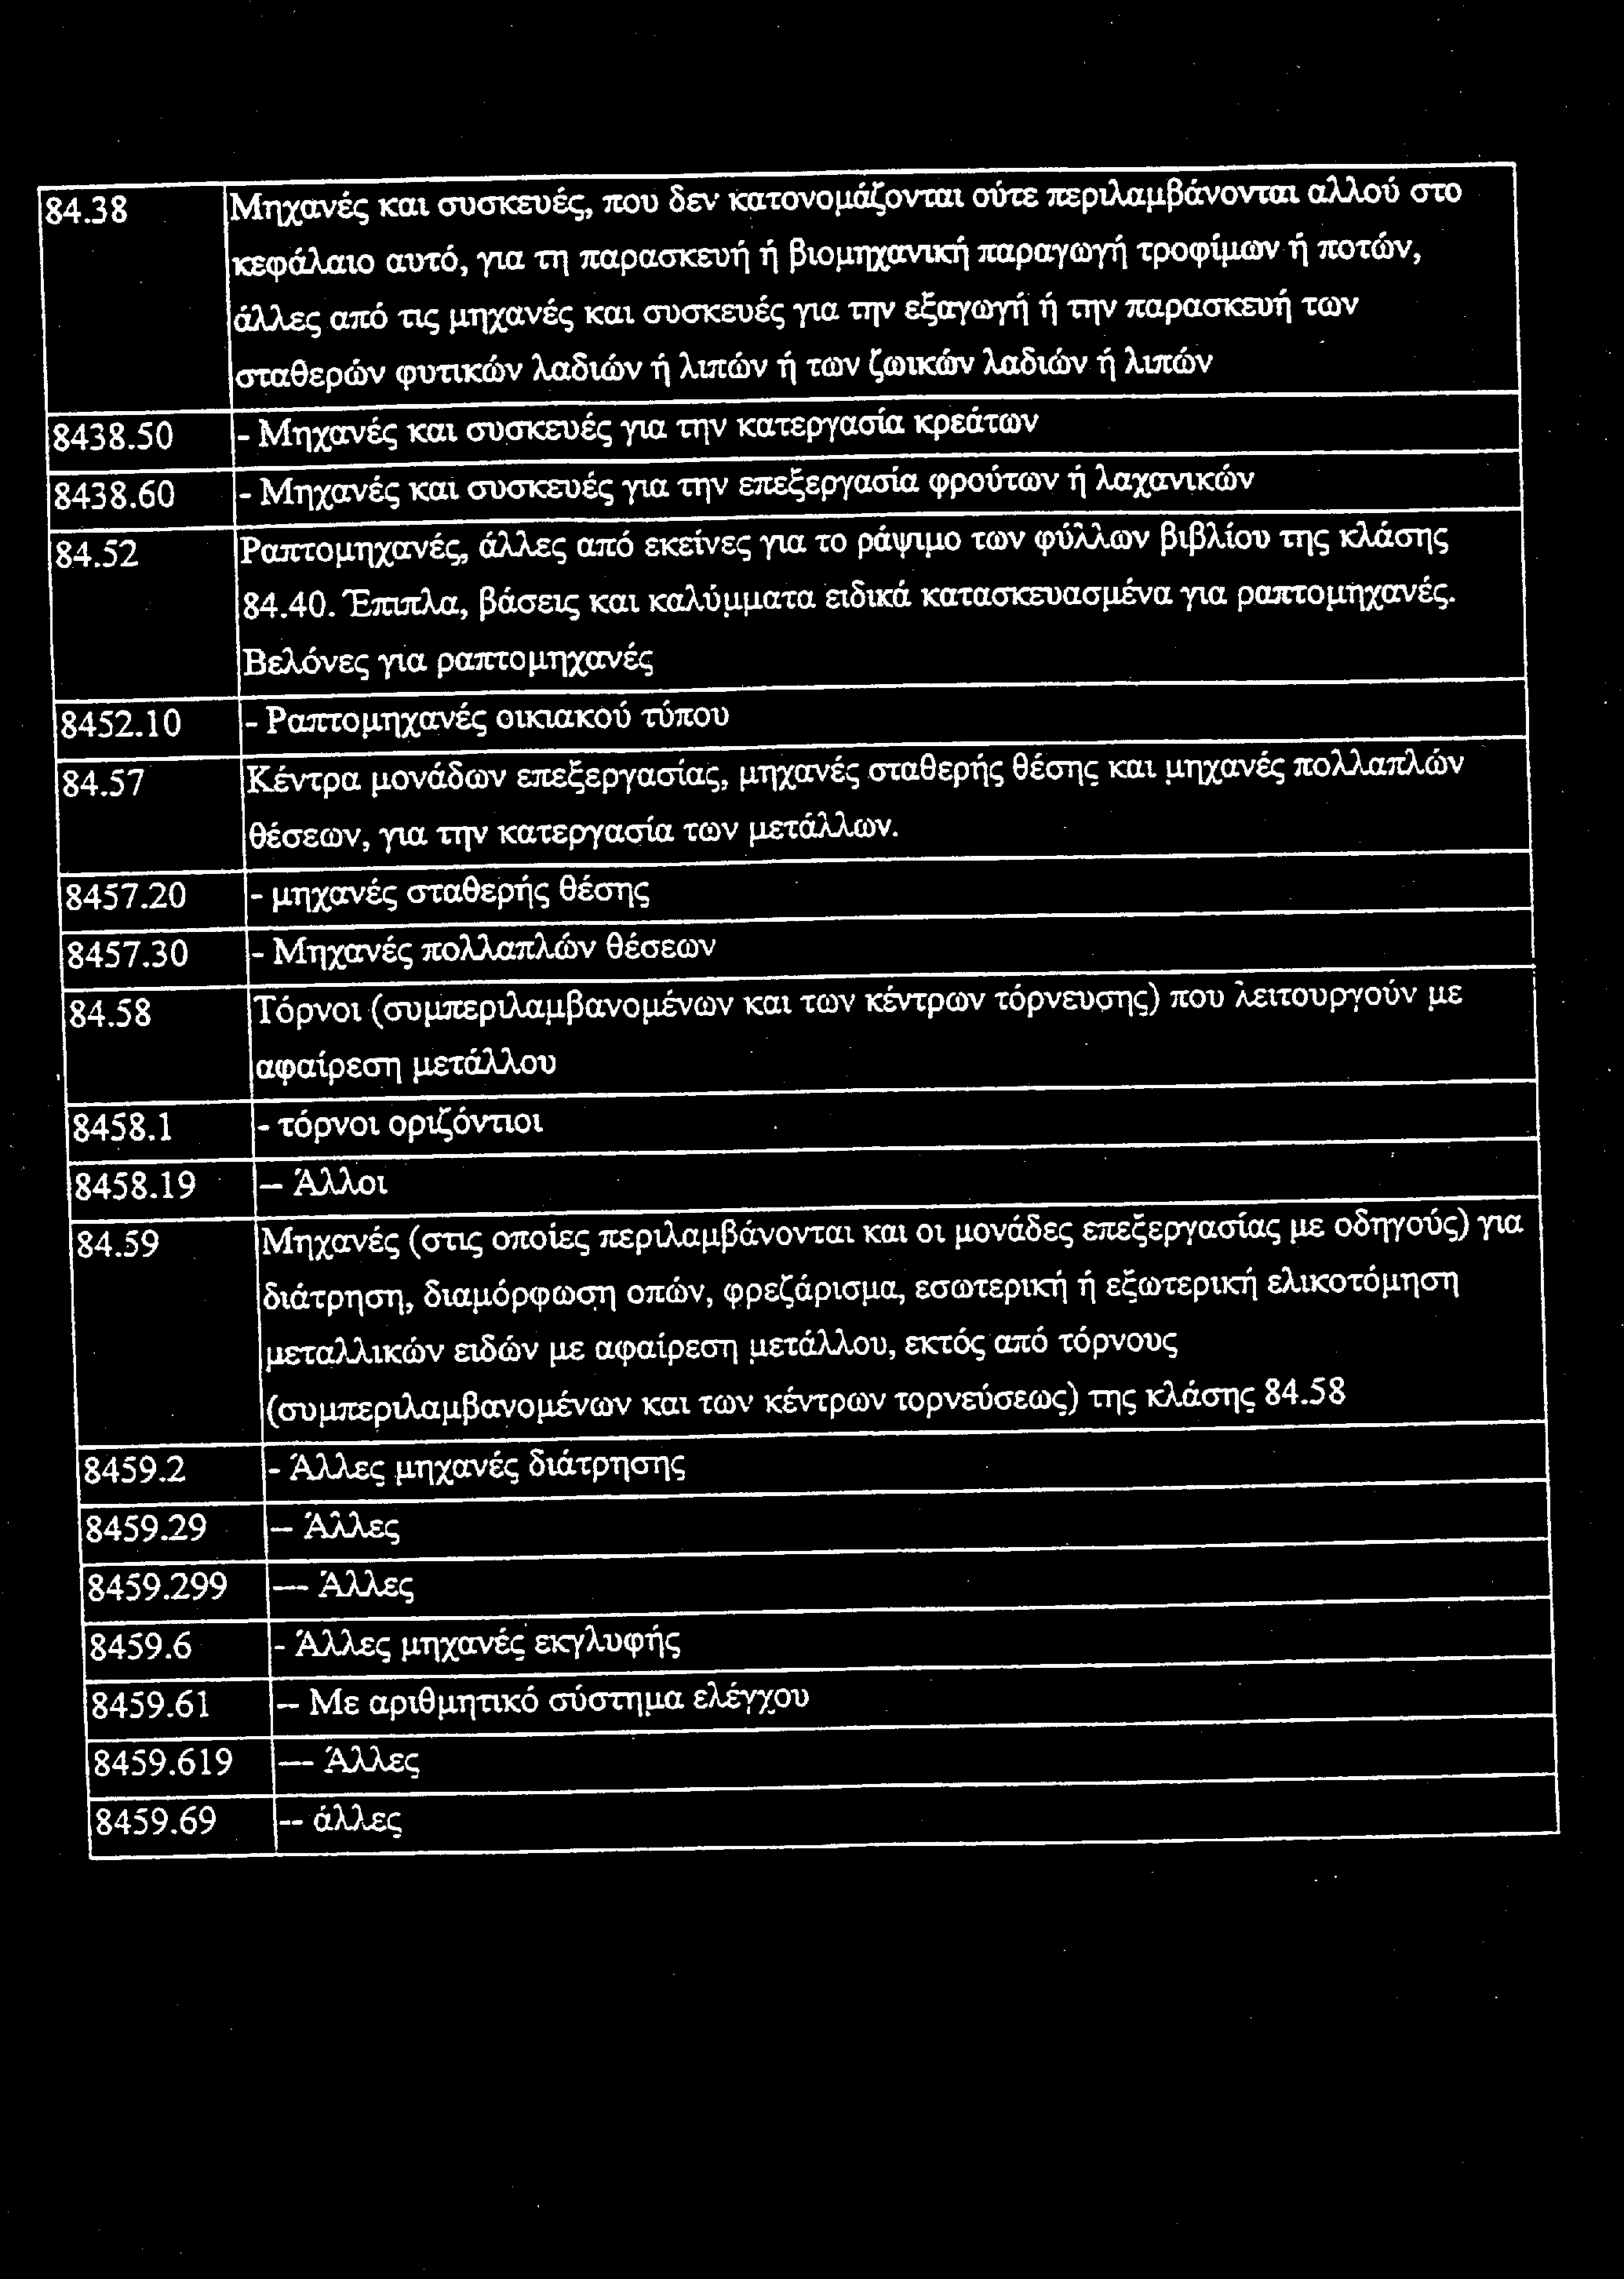 84.38 Μηχανές και συσκευές, που δεν κατονομάζονται ούτε περιλαμβάνονται αλλού στο
κεφάλαιο αυτό, για τη παρασκευή ή βιομηχανική παραγωγή τροφίμων ή ποτών,
άλλες από τις μηχανές και συσκευές για την εξαγωγή ή την παρασκευή των
σταθερών φυτικών λαδιών ή λιπών ή των ζωικών λαδιών ή λιπών
8438.50 - Μηχανές και συσκευές για την κατεργασία κρεάτων
8438.60 - Μηχανές και συσκευές για την επεξεργασία φρούτων ή λαχανικών
84.52 Ραπτομηχανές, άλλες από εκείνες για το ράψιμο των φύλλων βιβλίου της κλάσης
84.40. Έπιπλα, βάσεις και καλύμματα ειδικά κατασκευασμένα για ραπτομηχανές.
Βελόνες για ραπτομηχανές
8452.10 - Ραπτομηχανές οικιακού τύπου
84.57 Κέντρα μονάδων επεξεργασίας, μηχανές σταθερής θέσης και μηχανές πολλαπλών
θέσεων, για την κατεργασία των μετάλλων.
8457.20 - μηχανές σταθερής θέσης
8457.30 - Μηχανές πολλαπλών θέσεων
84.58 Τόρνοι (συμπεριλαμβανομένων και των κέντρων τόρνευσης) που λειτουργούν με
αφαίρεση μετάλλου
8458.1 - τόρνοι οριζόντιοι
8458.19 -- Άλλοι
84.59 Μηχανές (στις οποίες περιλαμβάνονται και οι μονάδες επεξεργασίας με οδηγούς) για
διάτρηση, διαμόρφωση οπών, φρεζάρισμα, εσωτερική ή εξωτερική ελικοτόμηση
μεταλλικών ειδών με αφαίρεση μετάλλου, εκτός από τόρνους
(συμπεριλαμβανομένων και των κέντρων τορνεύσεως) της κλάσης 84.58
8459.2 - Άλλες μηχανές διάτρησης
8459.29 -- Άλλες
8459.299 --- Άλλες
8459.6 - Άλλες μηχανές εκγλυφής
8459.61 -- Με αριθμητικό σύστημα ελέγχου
8459.619 --- Άλλες
8459.69 -- άλλες